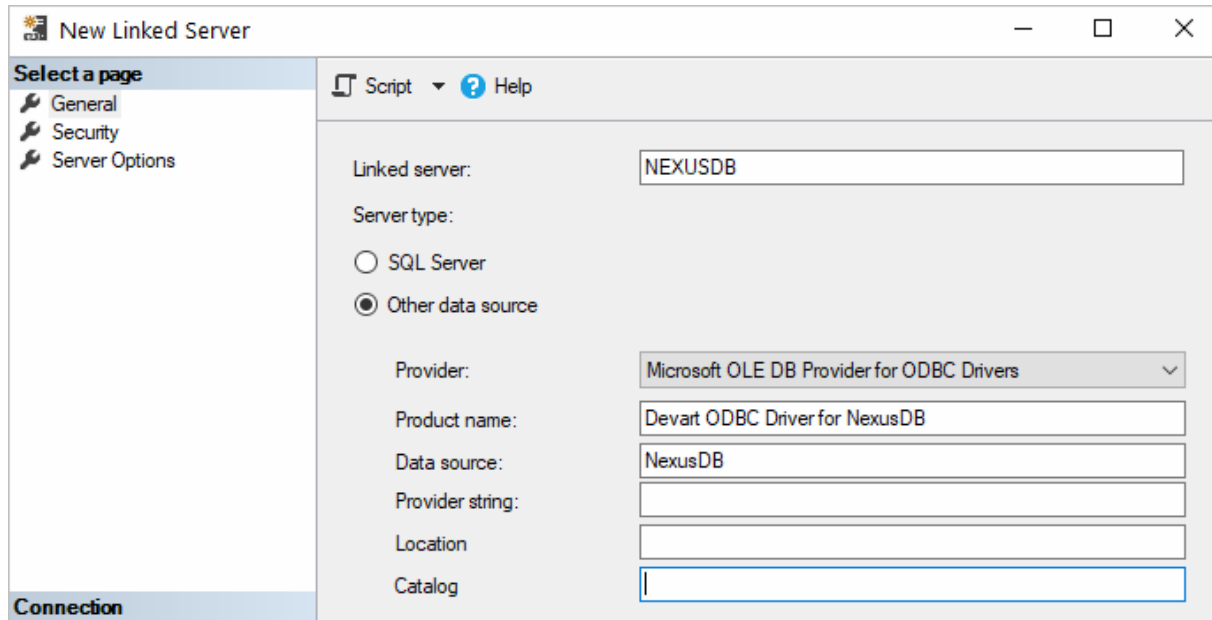 New Linked Server
Select a page
General
Security
Server Options
Connection
Script
Help
Linked server: NEXUSDB
Server type:
SQL Server
Other data source
Provider: Microsoft OLE DB Provider for ODBC Drivers
Product name: Devart ODBC Driver for NexusDB
Data source: NexusDB
Provider string:
Location
Catalog